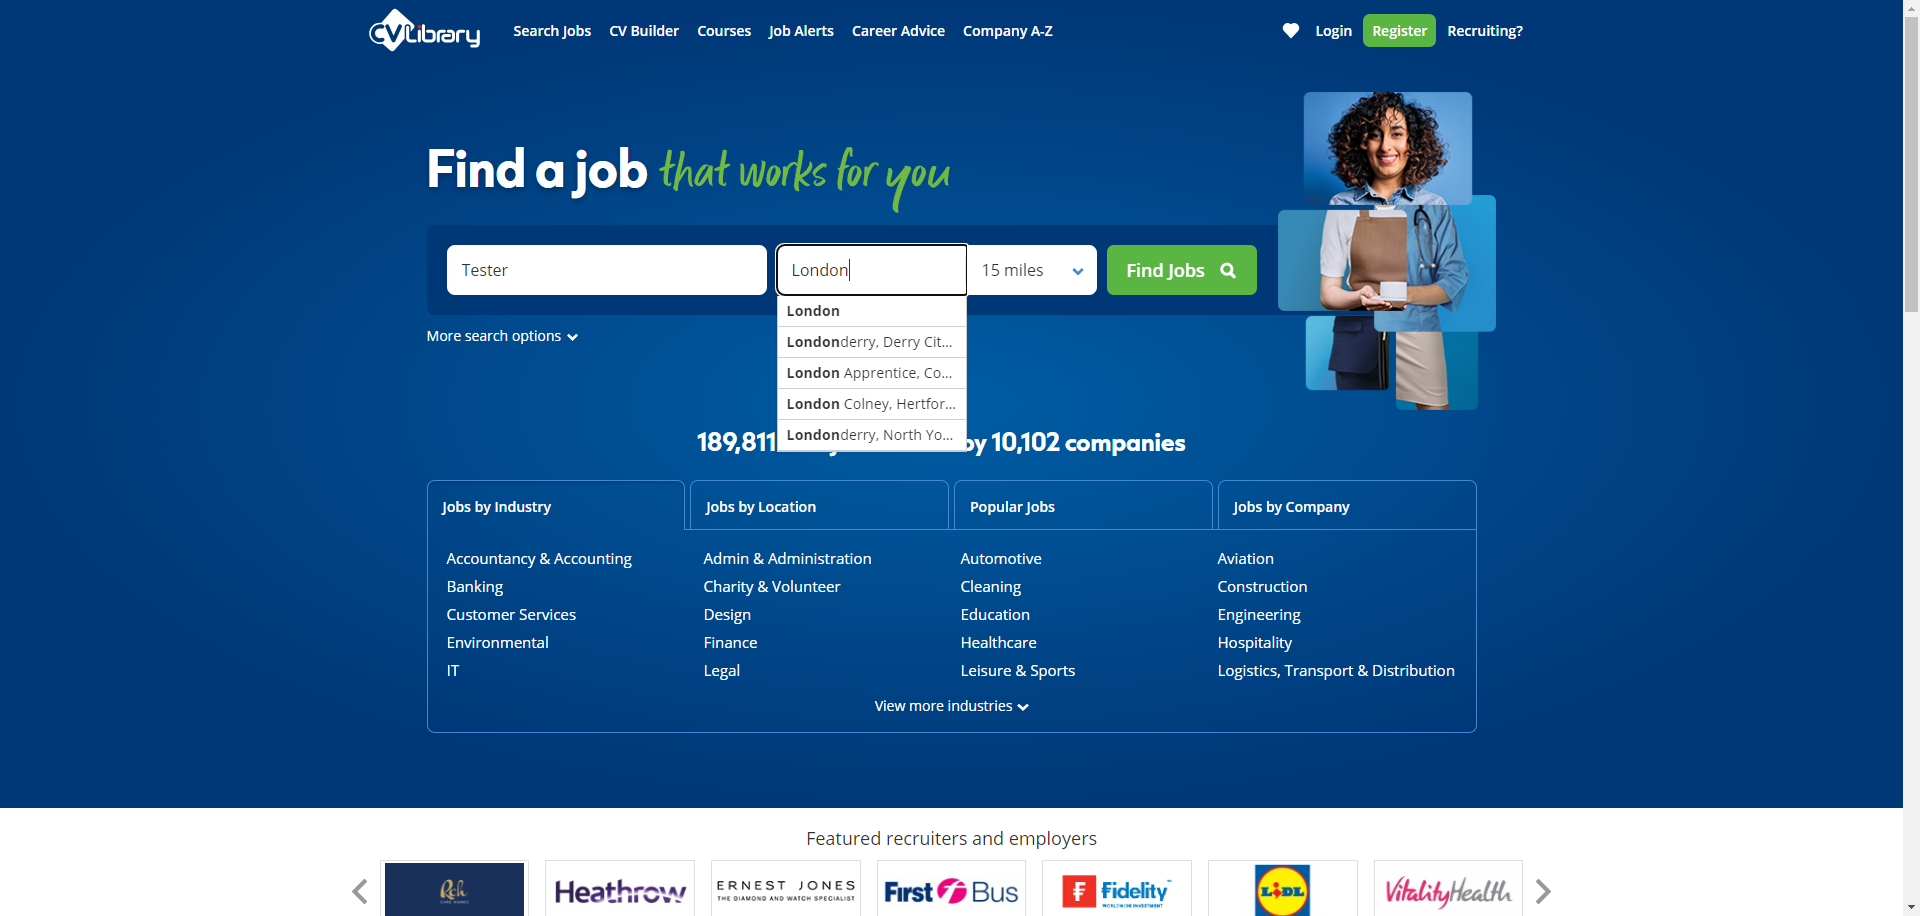 CVLibrary
Search Jobs CV Builder Courses Job Alerts Career Advice Company A-Z Login Register Recruiting?
Find a job that works for you
Tester London 15 miles Find Jobs
London
Londonderry, Derry Cit...
London Apprentice, Co...
London Colney, Hertfor...
Londonderry, North Yo...
More search options
189,811 by 10,102 companies
Jobs by Industry Jobs by Location Popular Jobs Jobs by Company
Accountancy & Accounting Admin & Administration Automotive Aviation
Banking Charity & Volunteer Cleaning Construction
Customer Services Design Education Engineering
Environmental Finance Healthcare Hospitality
IT Legal Leisure & Sports Logistics, Transport & Distribution
View more industries
Featured recruiters and employers
Rch Heathrow ERNEST JONES First Bus Fidelity LIDL VitalityHealth
CARE HOMES THE DIAMOND AND WATCH SPECIALIST WORLDWIDE INVESTMENT